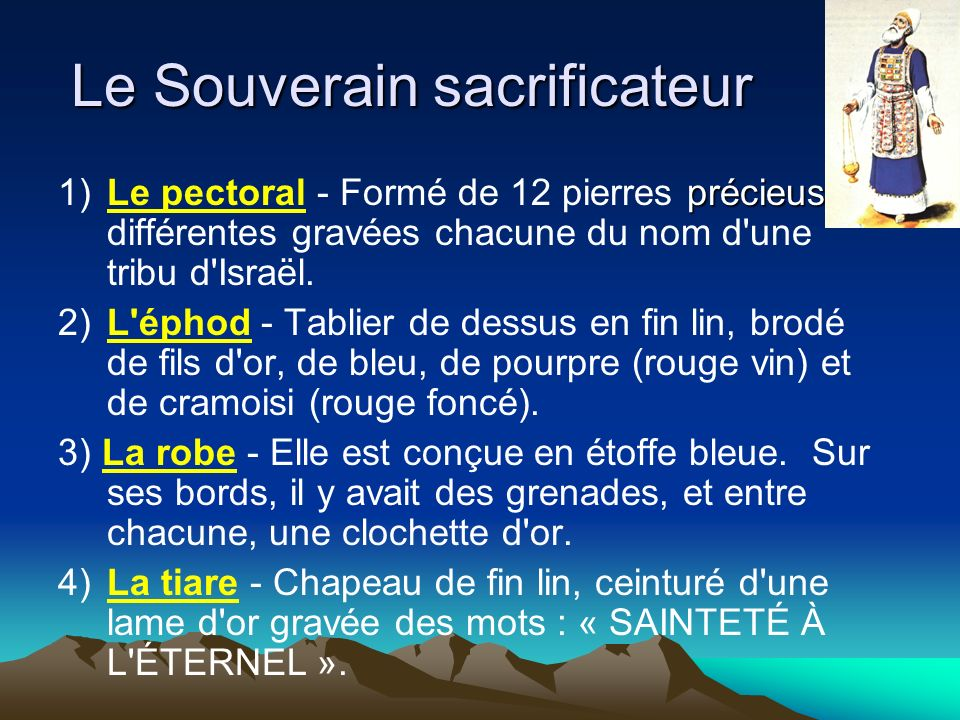 Le Souverain sacrificateur
1) Le pectoral - Formé de 12 pierres précieus
différentes gravées chacune du nom d'une
tribu d'Israël.
2) L'éphod - Tablier de dessus en fin lin, brodé
de fils d'or, de bleu, de pourpre (rouge vin) et
de cramoisi (rouge foncé).
3) La robe - Elle est conçue en étoffe bleue. Sur
ses bords, il y avait des grenades, et entre
chacune, une clochette d'or.
4) La tiare - Chapeau de fin lin, ceinturé d'une
lame d'or gravée des mots : « SAINTETÉ À
L'ÉTERNEL ».